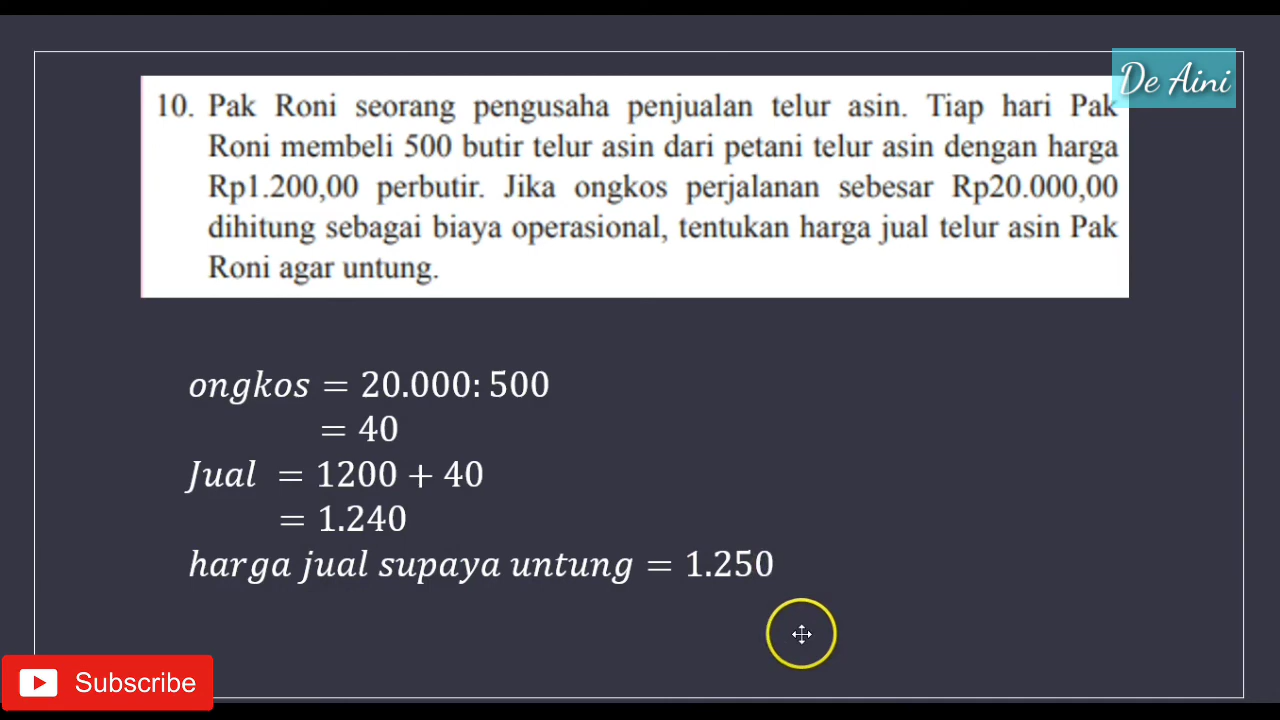 De Aini
10. Pak Roni seorang pengusaha penjualan telur asin. Tiap hari Pak
Roni membeli 500 butir telur asin dari petani telur asin dengan harga
Rp1.200,00 perbutir. Jika ongkos perjalanan sebesar Rp20.000,00
dihitung sebagai biaya operasional, tentukan harga jual telur asin Pak
Roni agar untung.
ongkos = 20.000: 500
= 40
Jual = 1200 + 40
= 1.240
harga jual supaya untung = 1.250
Subscribe